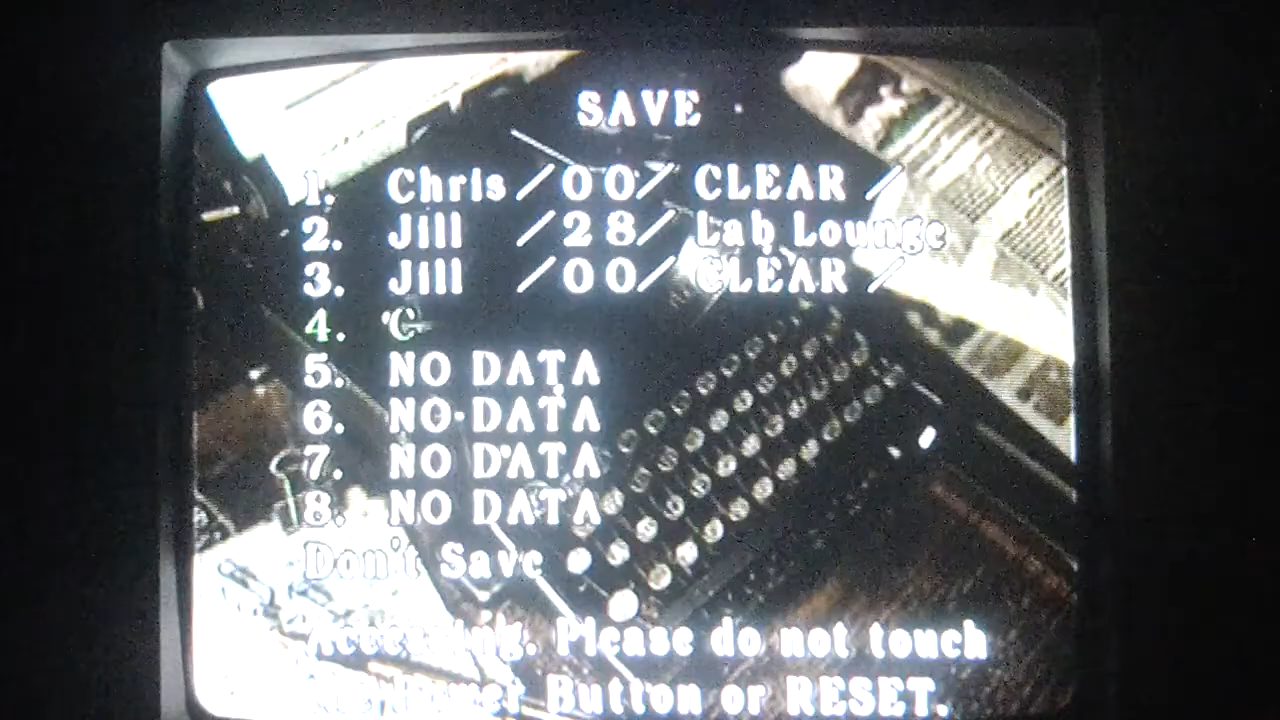 SAVE
1. Chris / 00 / CLEAR /
2. Jill / 28 / Lab Lounge
3. Jill / 00 / CLEAR /
4. C
5. NO DATA
6. NO DATA
7. NO DATA
8. NO DATA
Don't Save
Accessing. Please do not touch
Button or RESET.